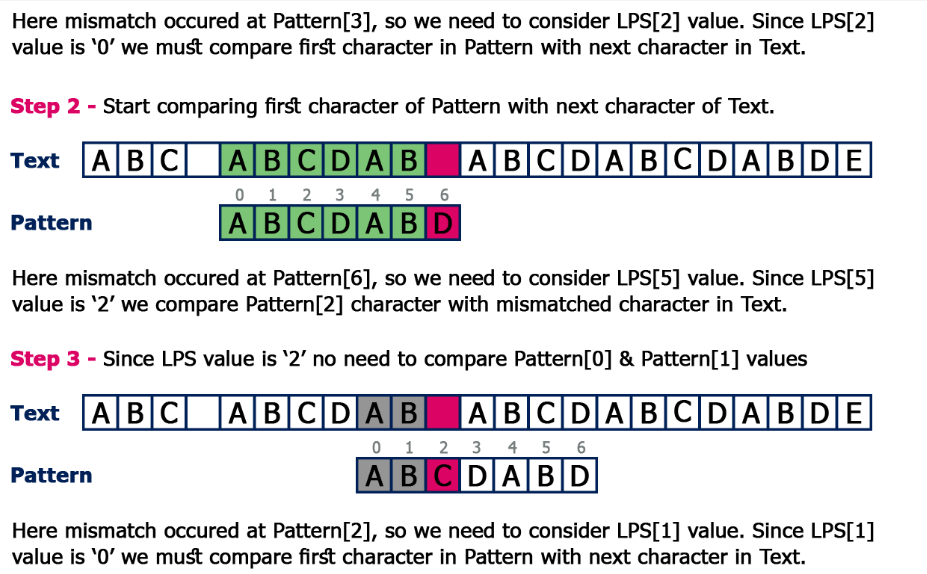 Here mismatch occured at Pattern[3], so we need to consider LPS[2] value. Since LPS[2]
value is ‘0’ we must compare first character in Pattern with next character in Text.
Step 2 - Start comparing first character of Pattern with next character of Text.
Text A B C A B C D A B A B C D A B C D A B D E
0 1 2 3 4 5 6
Pattern A B C D A B D
Here mismatch occured at Pattern[6], so we need to consider LPS[5] value. Since LPS[5]
value is ‘2’ we compare Pattern[2] character with mismatched character in Text.
Step 3 - Since LPS value is ‘2’ no need to compare Pattern[0] & Pattern[1] values
Text A B C A B C D A B A B C D A B C D A B D E
0 1 2 3 4 5 6
Pattern A B C D A B D
Here mismatch occured at Pattern[2], so we need to consider LPS[1] value. Since LPS[1]
value is ‘0’ we must compare first character in Pattern with next character in Text.